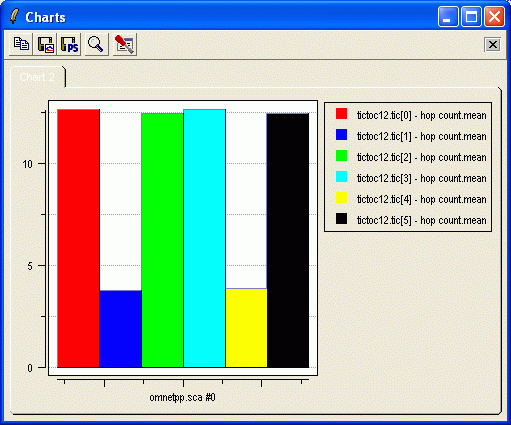 Charts
PS
Chart 2
10
5
0
omnetpp.sca #0
tictoc12.tic[0] - hop count.mean
tictoc12.tic[1] - hop count.mean
tictoc12.tic[2] - hop count.mean
tictoc12.tic[3] - hop count.mean
tictoc12.tic[4] - hop count.mean
tictoc12.tic[5] - hop count.mean